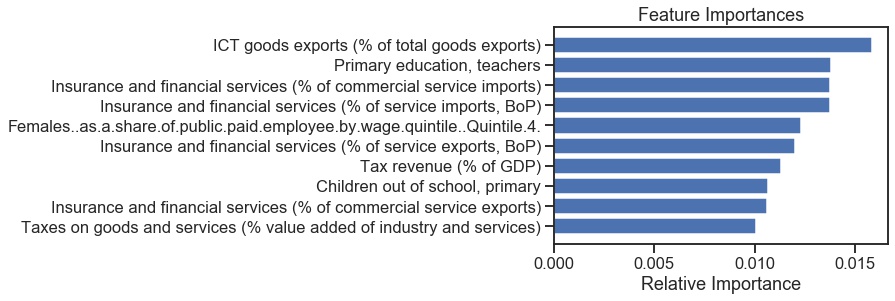 Feature Importances
ICT goods exports (% of total goods exports)
Primary education, teachers
Insurance and financial services (% of commercial service imports)
Insurance and financial services (% of service imports, BoP)
Females..as.a.share.of.public.paid.employee.by.wage.quintile..Quintile.4.
Insurance and financial services (% of service exports, BoP)
Tax revenue (% of GDP)
Children out of school, primary
Insurance and financial services (% of commercial service exports)
Taxes on goods and services (% value added of industry and services)
0.000 0.005 0.010 0.015
Relative Importance